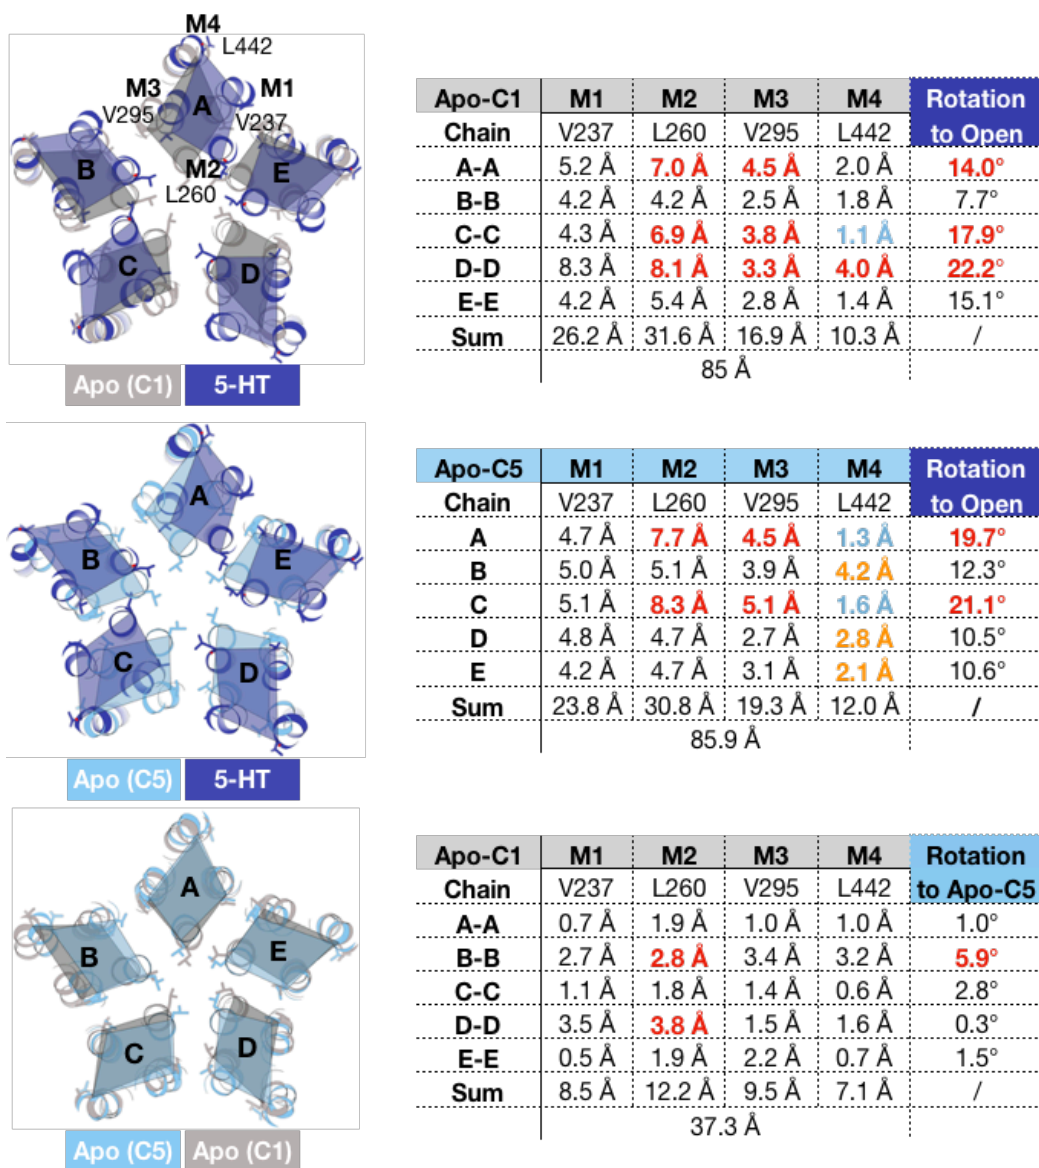 M4
L442
M3
M1
A
V295
V237
B
M2
E
L260
C
D
Apo (C1) 5-HT
Apo-C1 M1 M2 M3 M4 Rotation
Chain V237 L260 V295 L442 to Open
A-A 5.2 Å 7.0 Å 4.5 Å 2.0 Å 14.0°
B-B 4.2 Å 4.2 Å 2.5 Å 1.8 Å 7.7°
C-C 4.3 Å 6.9 Å 3.8 Å 1.1 Å 17.9°
D-D 8.3 Å 8.1 Å 3.3 Å 4.0 Å 22.2°
E-E 4.2 Å 5.4 Å 2.8 Å 1.4 Å 15.1°
Sum 26.2 Å 31.6 Å 16.9 Å 10.3 Å /
85 Å
A
B
E
C
D
Apo (C5) 5-HT
Apo-C5 M1 M2 M3 M4 Rotation
Chain V237 L260 V295 L442 to Open
A 4.7 Å 7.7 Å 4.5 Å 1.3 Å 19.7°
B 5.0 Å 5.1 Å 3.9 Å 4.2 Å 12.3°
C 5.1 Å 8.3 Å 5.1 Å 1.6 Å 21.1°
D 4.8 Å 4.7 Å 2.7 Å 2.8 Å 10.5°
E 4.2 Å 4.7 Å 3.1 Å 2.1 Å 10.6°
Sum 23.8 Å 30.8 Å 19.3 Å 12.0 Å /
85.9 Å
A
B
E
C
D
Apo (C5) Apo (C1)
Apo-C1 M1 M2 M3 M4 Rotation
Chain V237 L260 V295 L442 to Apo-C5
A-A 0.7 Å 1.9 Å 1.0 Å 1.0 Å 1.0°
B-B 2.7 Å 2.8 Å 3.4 Å 3.2 Å 5.9°
C-C 1.1 Å 1.8 Å 1.4 Å 0.6 Å 2.8°
D-D 3.5 Å 3.8 Å 1.5 Å 1.6 Å 0.3°
E-E 0.5 Å 1.9 Å 2.2 Å 0.7 Å 1.5°
Sum 8.5 Å 12.2 Å 9.5 Å 7.1 Å /
37.3 Å